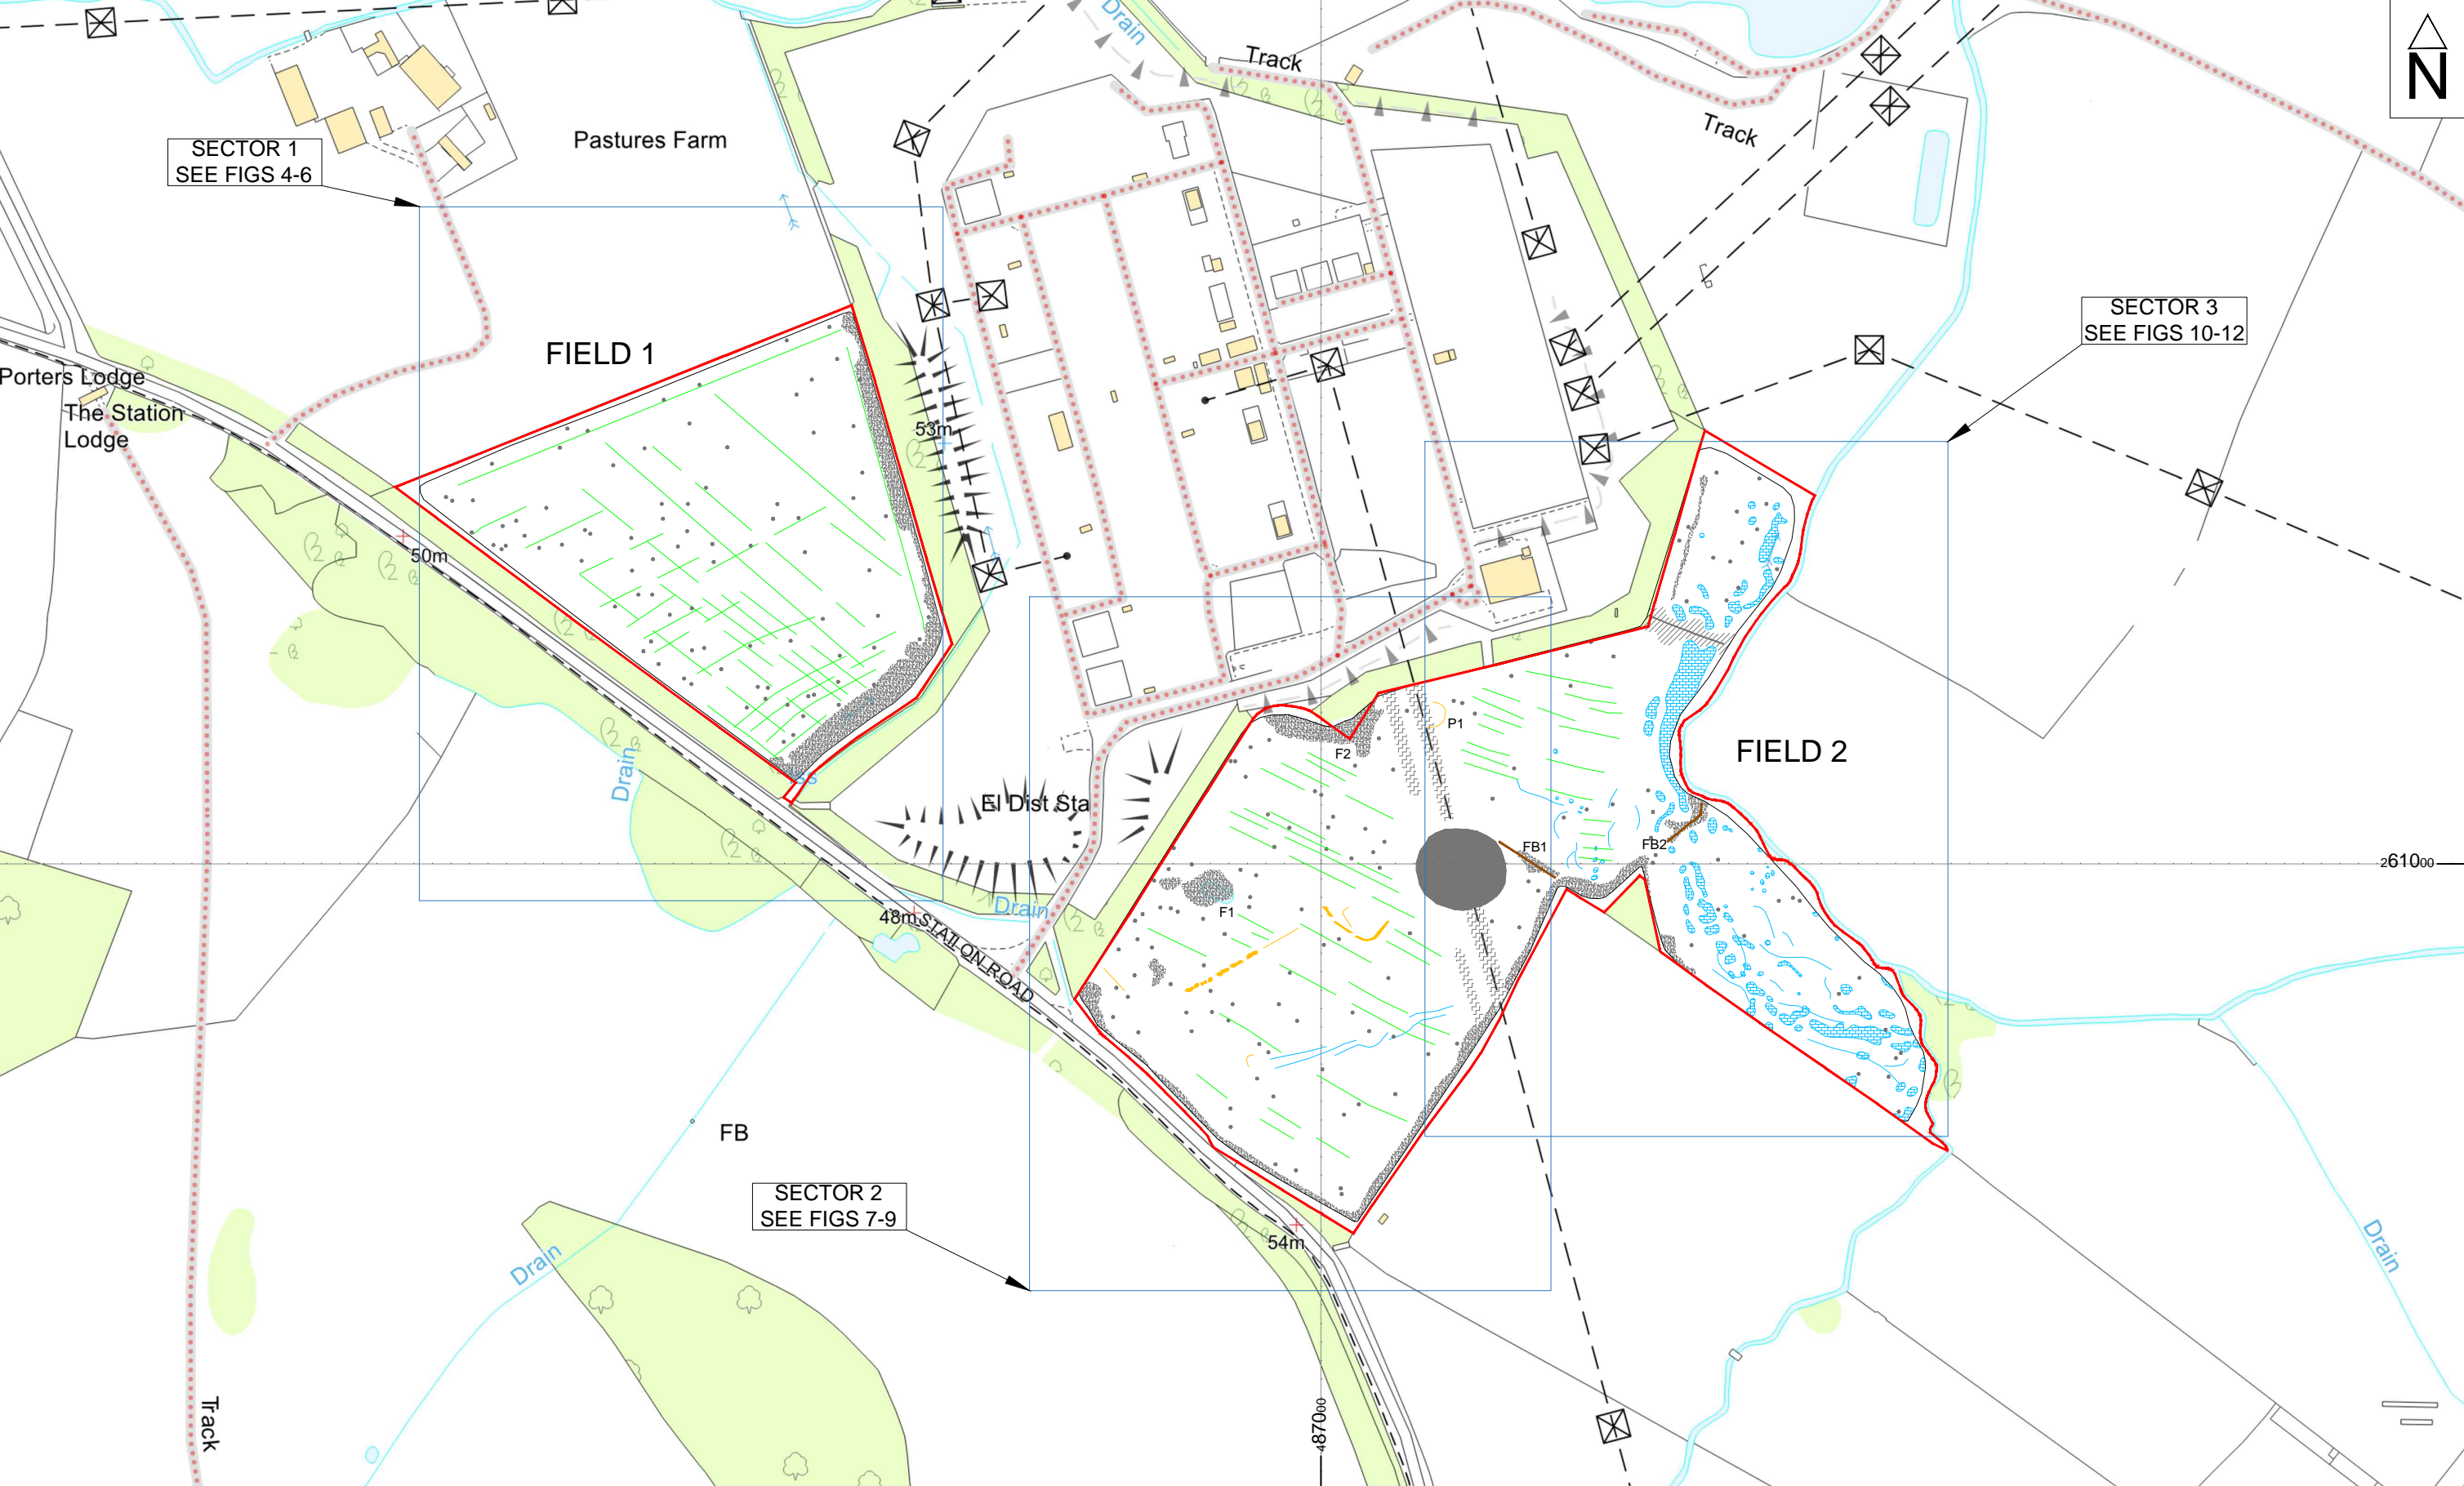 Drain
Track
N
Track
Pastures Farm
SECTOR 1
SEE FIGS 4-6
SECTOR 3
SEE FIGS 10-12
FIELD 1
Porters Lodge
The Station
Lodge
53m
50m
P1
F2
FIELD 2
Drain
El Dist Sta
FB1
FB2
26100
F1
Drain
48m
STATION ROAD
FB
SECTOR 2
SEE FIGS 7-9
54m
Drain
Drain
Track
48700